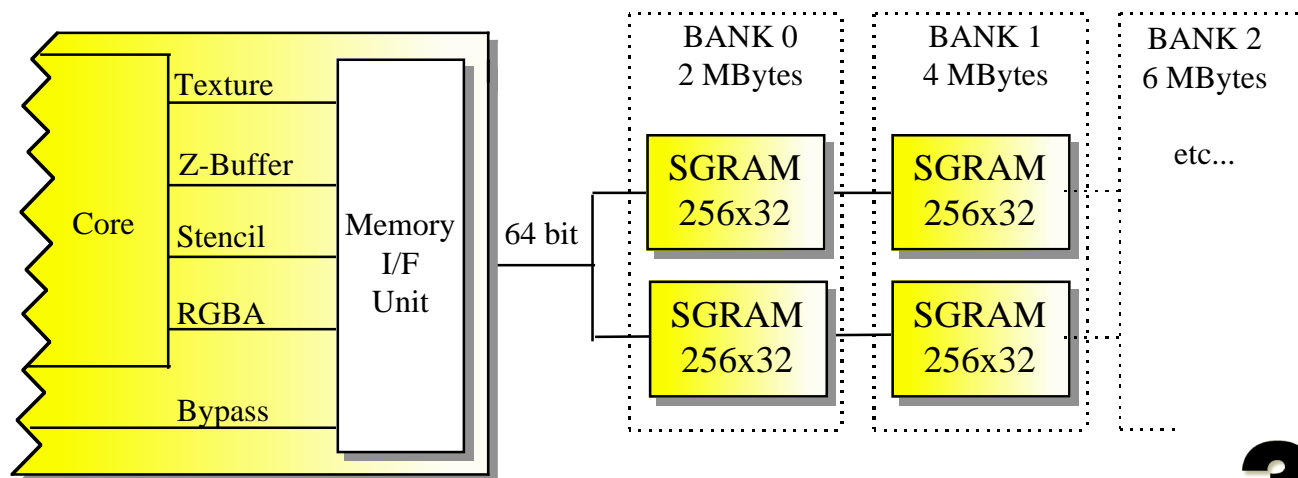 Core
Texture
Z-Buffer
Stencil
RGBA
Bypass
Memory
I/F
Unit
64 bit
BANK 0
2 MBytes
SGRAM
256x32
SGRAM
256x32
BANK 1
4 MBytes
SGRAM
256x32
SGRAM
256x32
BANK 2
6 MBytes
etc...